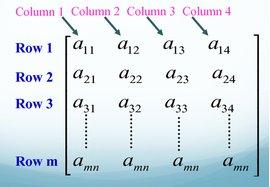 Column 1 Column 2 Column 3 Column 4
Row 1 a11 a12 a13 a14
Row 2 a21 a22 a23 a24
Row 3 a31 a32 a33 a34
Row m amn amn amn amn